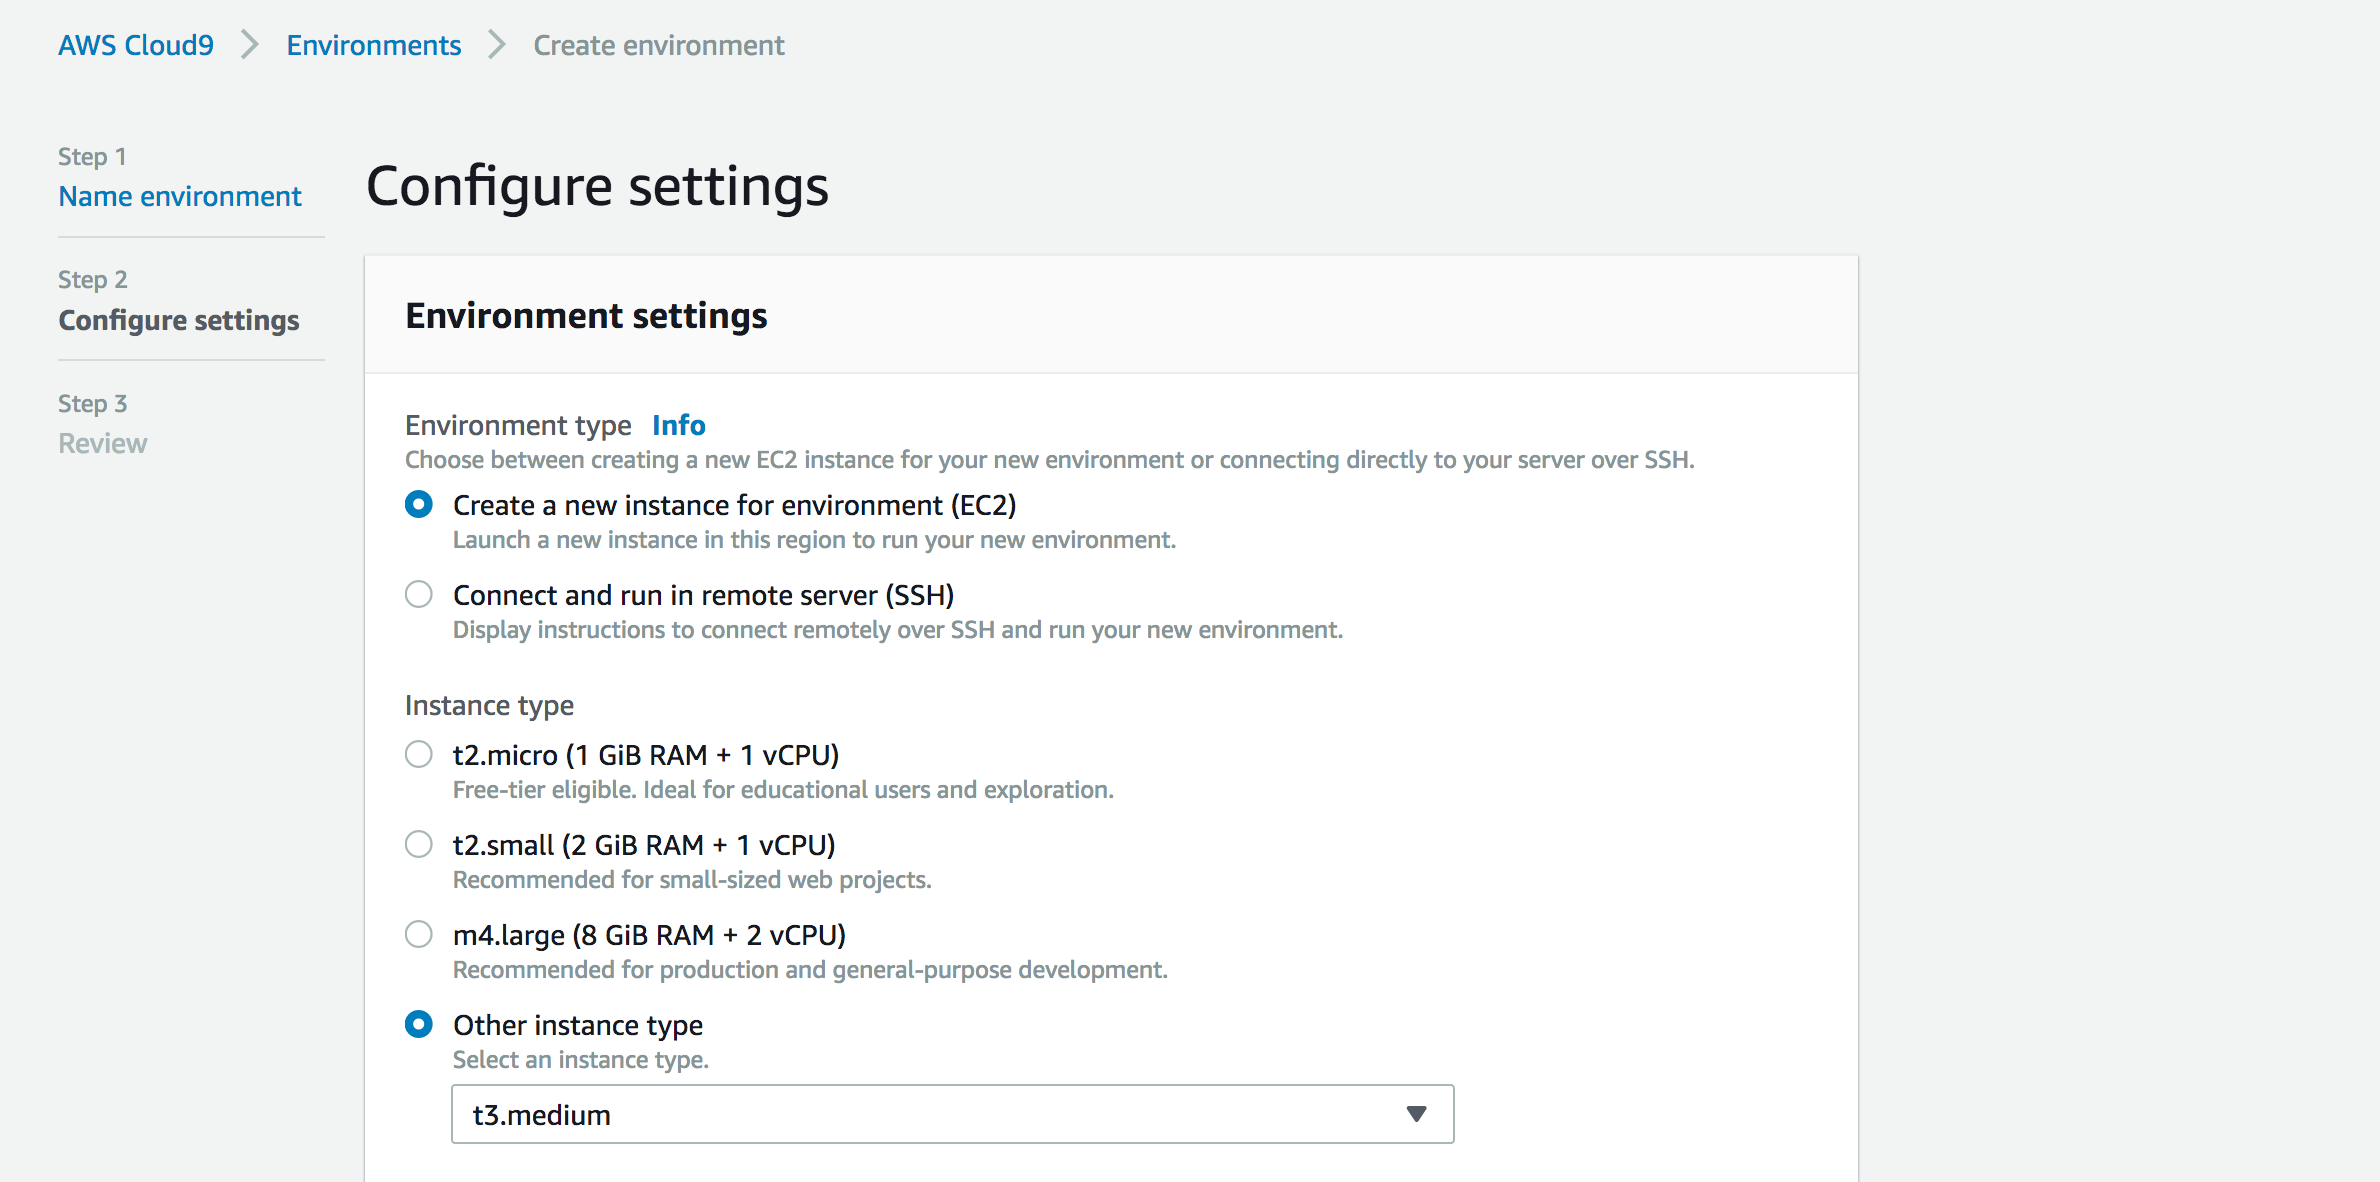 AWS Cloud9 > Environments > Create environment
Step 1
Name environment
Step 2
Configure settings
Step 3
Review
Configure settings
Environment settings
Environment type Info
Choose between creating a new EC2 instance for your new environment or connecting directly to your server over SSH.
Create a new instance for environment (EC2)
Launch a new instance in this region to run your new environment.
Connect and run in remote server (SSH)
Display instructions to connect remotely over SSH and run your new environment.
Instance type
t2.micro (1 GiB RAM + 1 vCPU)
Free-tier eligible. Ideal for educational users and exploration.
t2.small (2 GiB RAM + 1 vCPU)
Recommended for small-sized web projects.
m4.large (8 GiB RAM + 2 vCPU)
Recommended for production and general-purpose development.
Other instance type
Select an instance type.
t3.medium